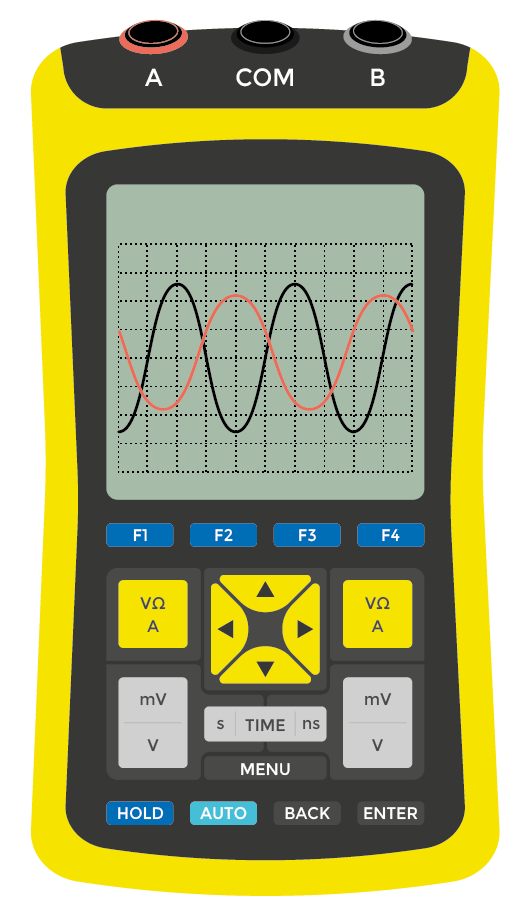 A COM B
F1 F2 F3 F4
VΩ VΩ
A A
mV mV
s TIME ns
V V
MENU
HOLD AUTO BACK ENTER